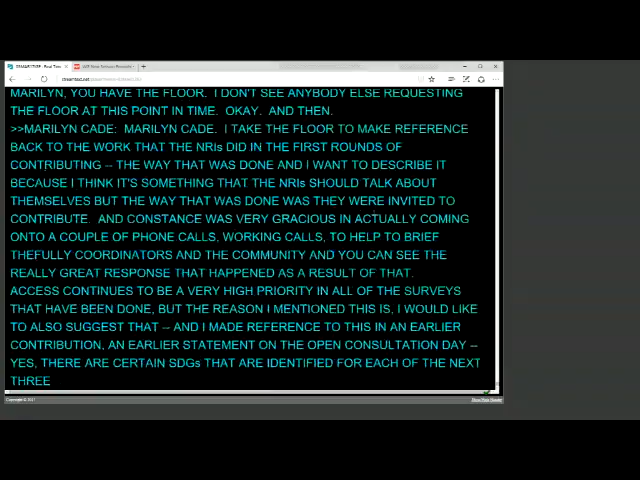 MARILYN, YOU HAVE THE FLOOR.  I DON'T SEE ANYBODY ELSE REQUESTING
THE FLOOR AT THIS POINT IN TIME.  OKAY.  AND THEN.
>>MARILYN CADE:  MARILYN CADE.  I TAKE THE FLOOR TO MAKE REFERENCE
BACK TO THE WORK THAT THE NRIs DID IN THE FIRST ROUNDS OF
CONTRIBUTING -- THE WAY THAT WAS DONE AND I WANT TO DESCRIBE IT
BECAUSE I THINK IT'S SOMETHING THAT THE NRIs SHOULD TALK ABOUT
THEMSELVES BUT THE WAY THAT WAS DONE WAS THEY WERE INVITED TO
CONTRIBUTE.  AND CONSTANCE WAS VERY GRACIOUS IN ACTUALLY COMING
ONTO A COUPLE OF PHONE CALLS, WORKING CALLS, TO HELP TO BRIEF
THEFULLY COORDINATORS AND THE COMMUNITY AND YOU CAN SEE THE
REALLY GREAT RESPONSE THAT HAPPENED AS A RESULT OF THAT.
ACCESS CONTINUES TO BE A VERY HIGH PRIORITY IN ALL OF THE SURVEYS
THAT HAVE BEEN DONE, BUT THE REASON I MENTIONED THIS IS, I WOULD LIKE
TO ALSO SUGGEST THAT -- AND I MADE REFERENCE TO THIS IN AN EARLIER
CONTRIBUTION, AN EARLIER STATEMENT ON THE OPEN CONSULTATION DAY --
YES, THERE ARE CERTAIN SDGs THAT ARE IDENTIFIED FOR EACH OF THE NEXT
THREE